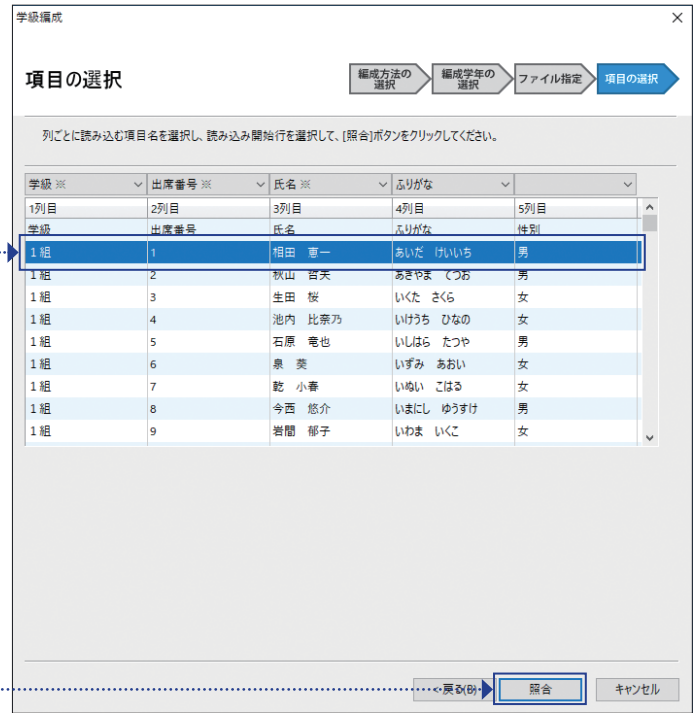 学級編成
項目の選択
編成方法の
選択
編成学年の
選択
ファイル指定
項目の選択
列ごとに読み込む項目名を選択し、読み込み開始行を選択して、[照合]ボタンをクリックしてください。
学級 ※ 出席番号 ※ 氏名 ※ ふりがな
1列目 2列目 3列目 4列目 5列目
学級 出席番号 氏名 ふりがな 性別
1組 1 相田 恵一 あいだ けいいち 男
1組 2 秋山 哲夫 あきやま てつお 男
1組 3 生田 桜 いくた さくら 女
1組 4 池内 比奈乃 いけうち ひなの 女
1組 5 石原 竜也 いしはら たつや 男
1組 6 泉 葵 いずみ あおい 女
1組 7 乾 小春 いぬい こはる 女
1組 8 今西 悠介 いまにし ゆうすけ 男
1組 9 岩間 郁子 いわま いくこ 女
< 戻る(B) 照合 キャンセル